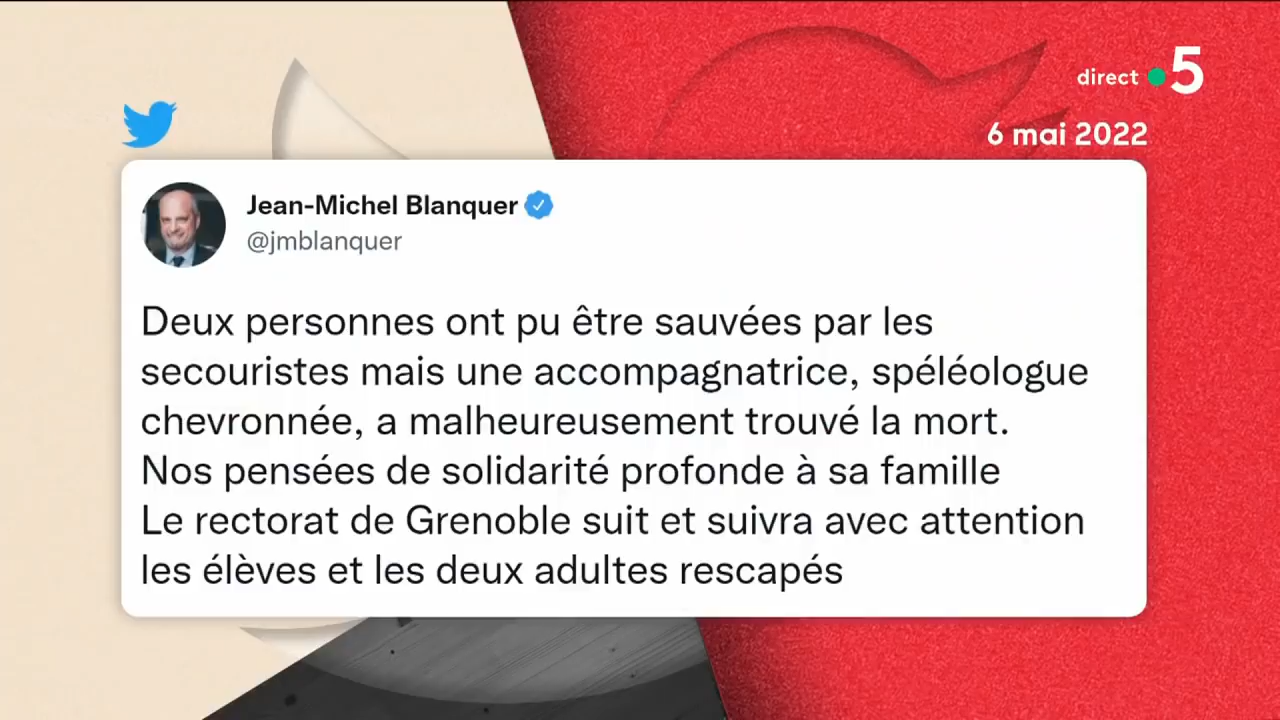 direct 5
6 mai 2022
Jean-Michel Blanquer
@jmblanquer
Deux personnes ont pu être sauvées par les
secouristes mais une accompagnatrice, spéléologue
chevronnée, a malheureusement trouvé la mort.
Nos pensées de solidarité profonde à sa famille
Le rectorat de Grenoble suit et suivra avec attention
les élèves et les deux adultes rescapés